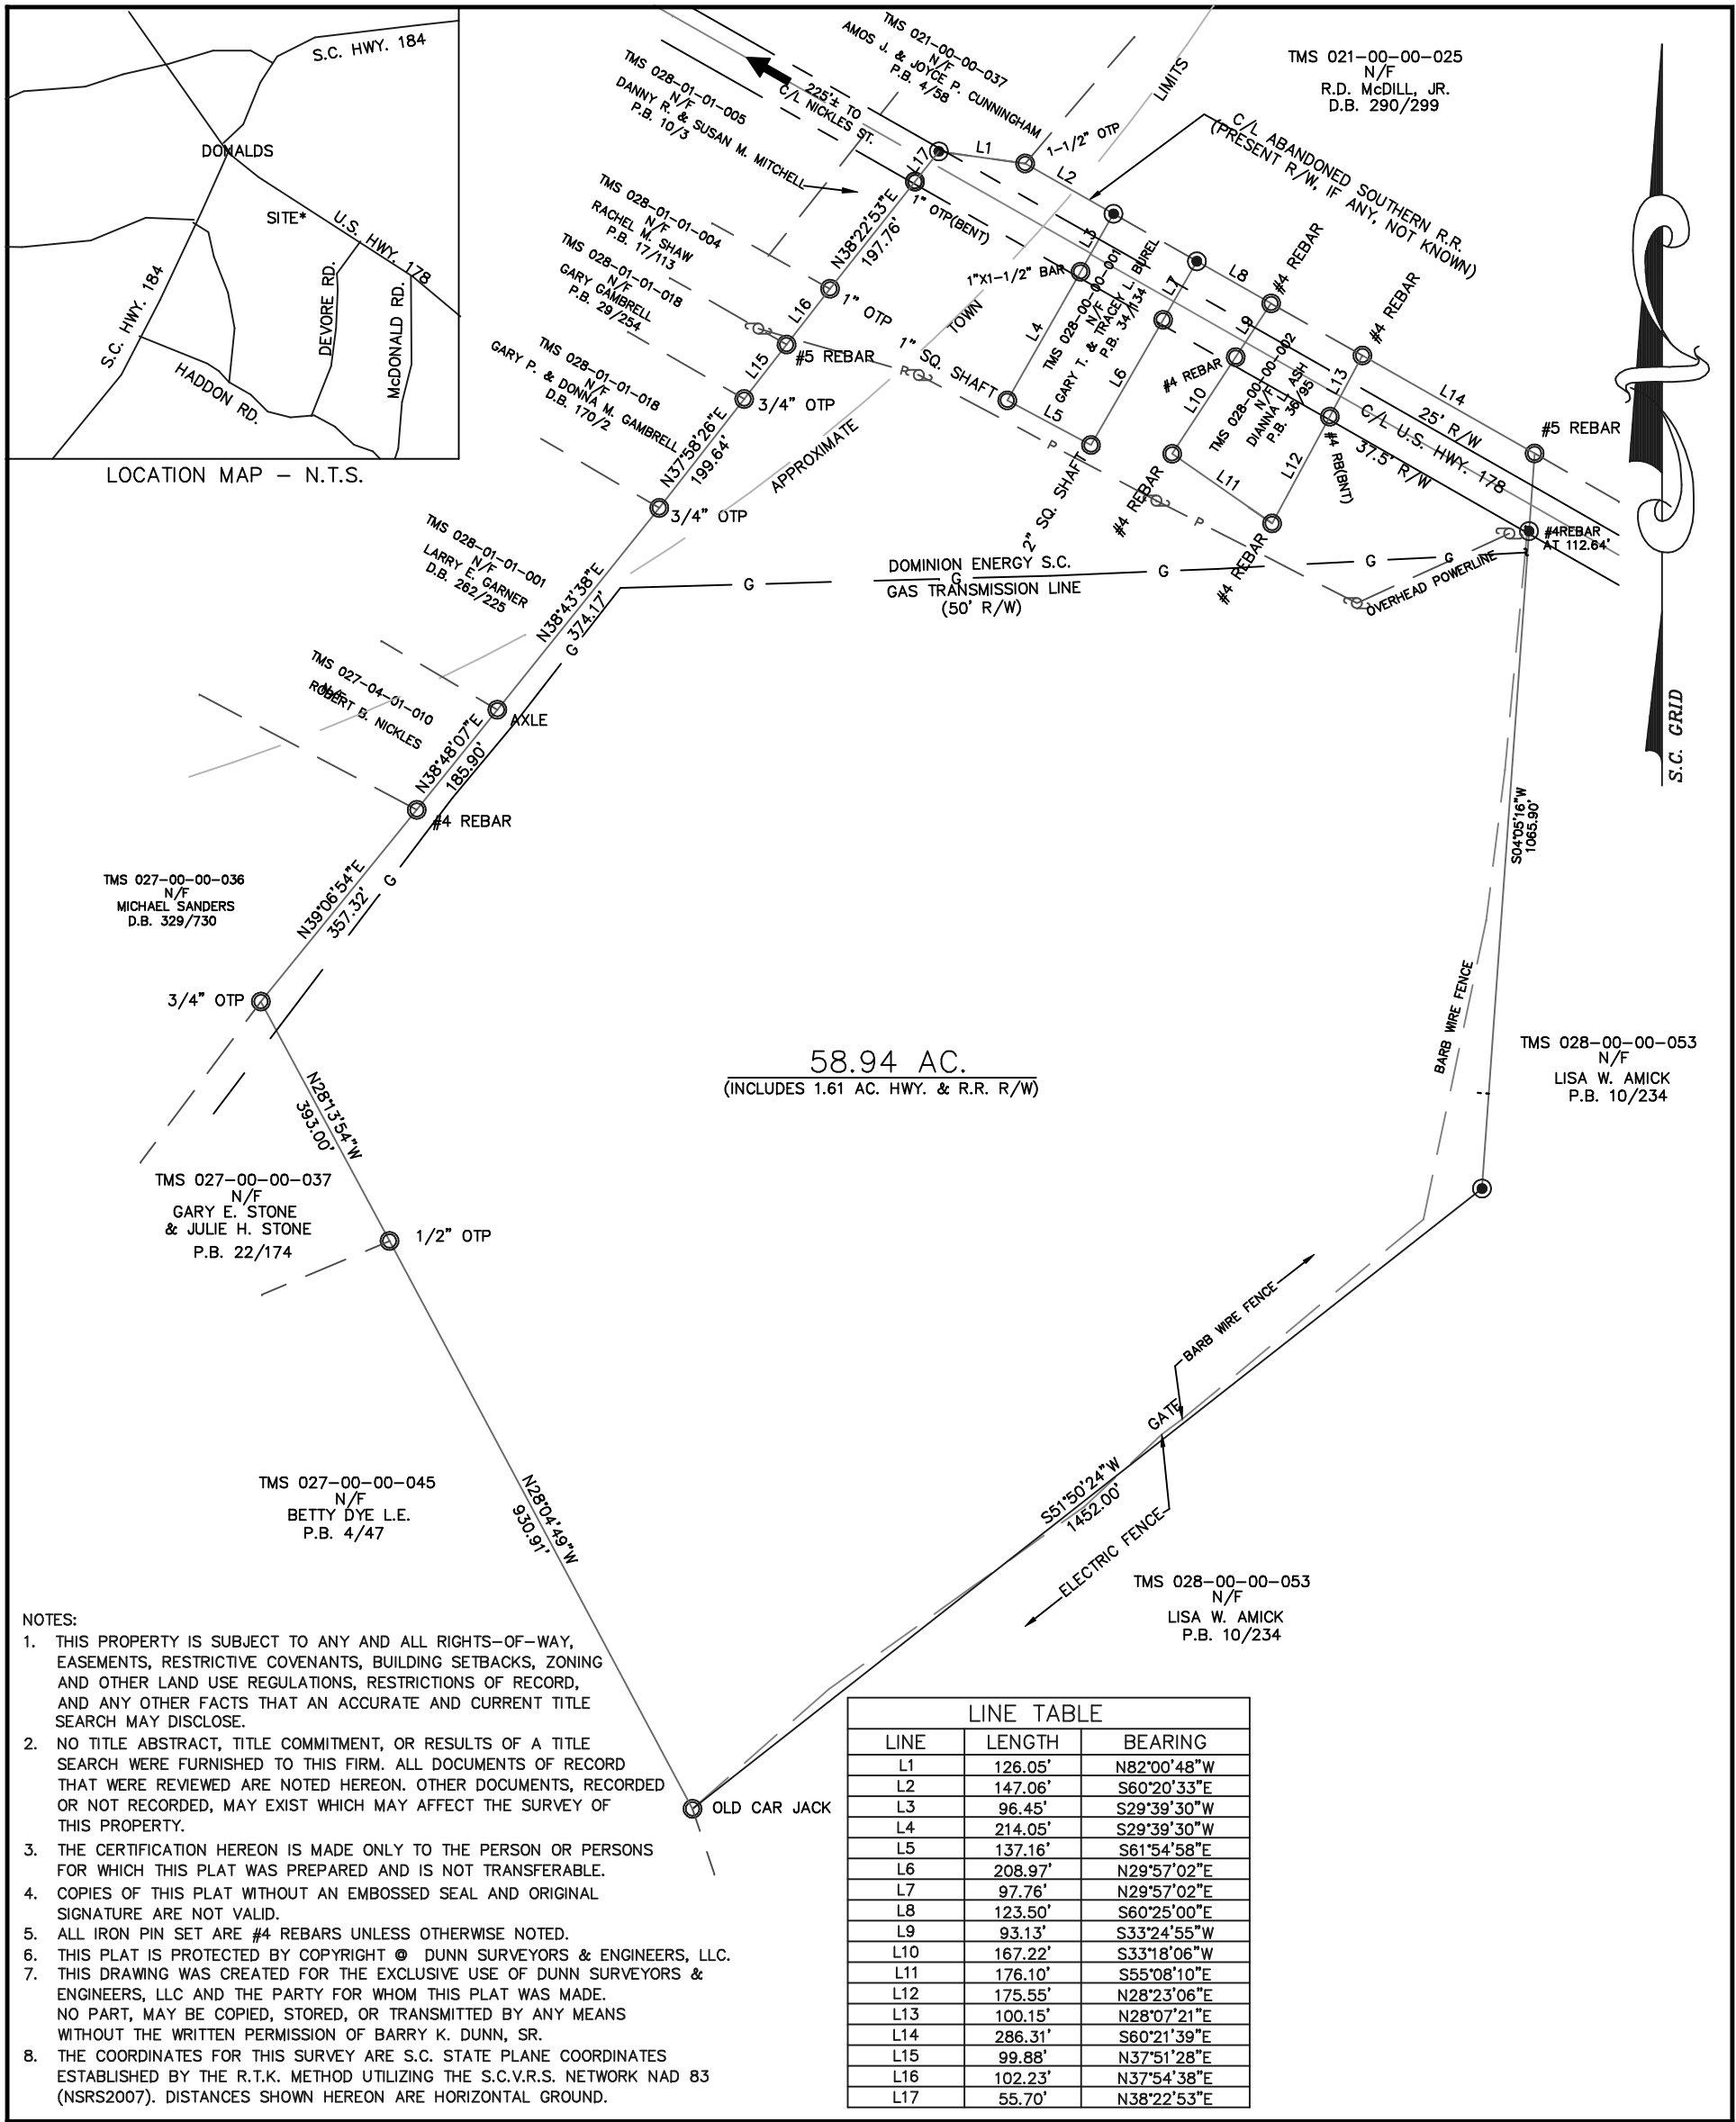 S.C. HWY. 184
DONALDS
SITE*
U.S. HWY. 178
S.C. HWY. 184
DEVORE RD.
McDONALD RD.
HADDON RD.
LOCATION MAP - N.T.S.
TMS 021-00-00-037
N/F
AMOS J. & JOYCE P. CUNNINGHAM
P.B. 4/58
TMS 021-00-00-025
N/F
R.D. McDILL, JR.
D.B. 290/299
TMS 028-01-01-005
N/F
DANNY R. & SUSAN M. MITCHELL
P.B. 10/3
225'± TO
C/L NICKLES ST.
LIMITS
C/L ABANDONED SOUTHERN R.R.
(PRESENT R/W, IF ANY, NOT KNOWN)
L17
L1
1-1/2" OTP
L2
1" OTP(BENT)
TMS 028-01-01-004
N/F
RACHEL M. SHAW
P.B. 17/113
N38°22'53"E
197.76'
L3
1"X1-1/2" BAR
L7
L8
#4 REBAR
TMS 028-01-01-018
N/F
GARY GAMBRELL
P.B. 29/254
L16
1" OTP
TOWN
L4
TMS 028-00-00-001
N/F
GARY T. & TRACEY L. BUREL
P.B. 34/134
L9
#4 REBAR
#4 REBAR
L15
#5 REBAR
1" SQ. SHAFT
L5
L6
L10
TMS 028-00-00-002
N/F
DIANNA L. ASH
P.B. 36/95
L13
L14
TMS 028-01-01-018
N/F
GARY P. & DONNA M. GAMBRELL
D.B. 170/2
3/4" OTP
N37°58'26"E
199.64'
APPROXIMATE
P
P
#4 REBAR
2" SQ. SHAFT
L11
L12
#4 RB(BNT)
C/L U.S. HWY. 178
25' R/W
37.5' R/W
#5 REBAR
3/4" OTP
#4 REBAR
#4REBAR
AT 112.64'
OVERHEAD POWERLINE
TMS 028-01-01-001
N/F
LARRY E. GARNER
D.B. 262/225
N38°43'38"E
374.17'
DOMINION ENERGY S.C.
G G G G G
GAS TRANSMISSION LINE
(50' R/W)
G
TMS 027-04-01-010
N/F
ROBERT B. NICKLES
AXLE
N38°48'07"E
185.90'
#4 REBAR
S.C. GRID
S04°05'16"W
1065.90'
TMS 027-00-00-036
N/F
MICHAEL SANDERS
D.B. 329/730
N39°06'54"E
357.32'
G
3/4" OTP
BARB WIRE FENCE
58.94 AC.
(INCLUDES 1.61 AC. HWY. & R.R. R/W)
TMS 028-00-00-053
N/F
LISA W. AMICK
P.B. 10/234
N28°13'54"W
393.00'
TMS 027-00-00-037
N/F
GARY E. STONE
& JULIE H. STONE
P.B. 22/174
1/2" OTP
BARB WIRE FENCE
GATE
S51°50'24"W
1452.00'
ELECTRIC FENCE
TMS 027-00-00-045
N/F
BETTY DYE L.E.
P.B. 4/47
N28°04'49"W
930.91'
TMS 028-00-00-053
N/F
LISA W. AMICK
P.B. 10/234
OLD CAR JACK
NOTES:
1. THIS PROPERTY IS SUBJECT TO ANY AND ALL RIGHTS-OF-WAY,
EASEMENTS, RESTRICTIVE COVENANTS, BUILDING SETBACKS, ZONING
AND OTHER LAND USE REGULATIONS, RESTRICTIONS OF RECORD,
AND ANY OTHER FACTS THAT AN ACCURATE AND CURRENT TITLE
SEARCH MAY DISCLOSE.
2. NO TITLE ABSTRACT, TITLE COMMITMENT, OR RESULTS OF A TITLE
SEARCH WERE FURNISHED TO THIS FIRM. ALL DOCUMENTS OF RECORD
THAT WERE REVIEWED ARE NOTED HEREON. OTHER DOCUMENTS, RECORDED
OR NOT RECORDED, MAY EXIST WHICH MAY AFFECT THE SURVEY OF
THIS PROPERTY.
3. THE CERTIFICATION HEREON IS MADE ONLY TO THE PERSON OR PERSONS
FOR WHICH THIS PLAT WAS PREPARED AND IS NOT TRANSFERABLE.
4. COPIES OF THIS PLAT WITHOUT AN EMBOSSED SEAL AND ORIGINAL
SIGNATURE ARE NOT VALID.
5. ALL IRON PIN SET ARE #4 REBARS UNLESS OTHERWISE NOTED.
6. THIS PLAT IS PROTECTED BY COPYRIGHT @ DUNN SURVEYORS & ENGINEERS, LLC.
7. THIS DRAWING WAS CREATED FOR THE EXCLUSIVE USE OF DUNN SURVEYORS &
ENGINEERS, LLC AND THE PARTY FOR WHOM THIS PLAT WAS MADE.
NO PART, MAY BE COPIED, STORED, OR TRANSMITTED BY ANY MEANS
WITHOUT THE WRITTEN PERMISSION OF BARRY K. DUNN, SR.
8. THE COORDINATES FOR THIS SURVEY ARE S.C. STATE PLANE COORDINATES
ESTABLISHED BY THE R.T.K. METHOD UTILIZING THE S.C.V.R.S. NETWORK NAD 83
(NSRS2007). DISTANCES SHOWN HEREON ARE HORIZONTAL GROUND.
LINE TABLE
LINE LENGTH BEARING
L1 126.05' N82°00'48"W
L2 147.06' S60°20'33"E
L3 96.45' S29°39'30"W
L4 214.05' S29°39'30"W
L5 137.16' S61°54'58"E
L6 208.97' N29°57'02"E
L7 97.76' N29°57'02"E
L8 123.50' S60°25'00"E
L9 93.13' S33°24'55"W
L10 167.22' S33°18'06"W
L11 176.10' S55°08'10"E
L12 175.55' N28°23'06"E
L13 100.15' N28°07'21"E
L14 286.31' S60°21'39"E
L15 99.88' N37°51'28"E
L16 102.23' N37°54'38"E
L17 55.70' N38°22'53"E